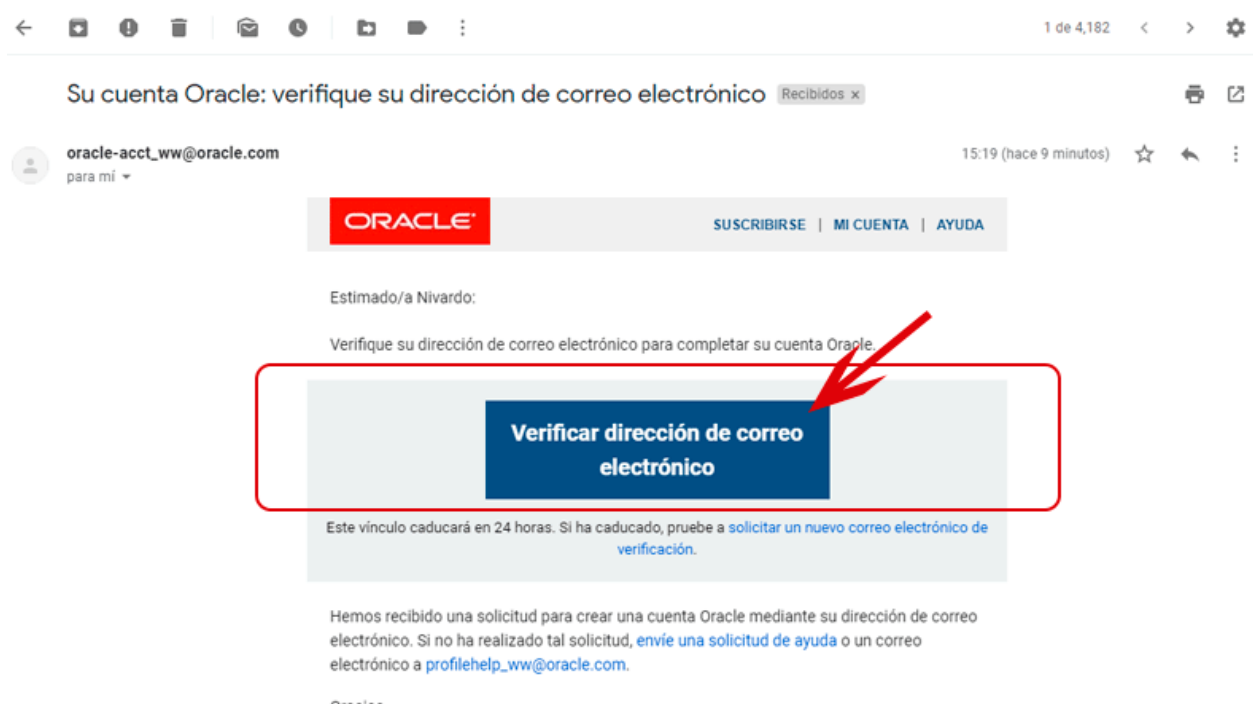 1 de 4,182
Su cuenta Oracle: verifique su dirección de correo electrónico Recibidos x
oracle-acct_ww@oracle.com 15:19 (hace 9 minutos)
para mí
ORACLE SUSCRIBIRSE | MI CUENTA | AYUDA
Estimado/a Nivardo:
Verifique su dirección de correo electrónico para completar su cuenta Oracle.
Verificar dirección de correo
electrónico
Este vínculo caducará en 24 horas. Si ha caducado, pruebe a solicitar un nuevo correo electrónico de
verificación.
Hemos recibido una solicitud para crear una cuenta Oracle mediante su dirección de correo
electrónico. Si no ha realizado tal solicitud, envíe una solicitud de ayuda o un correo
electrónico a profilehelp_ww@oracle.com.